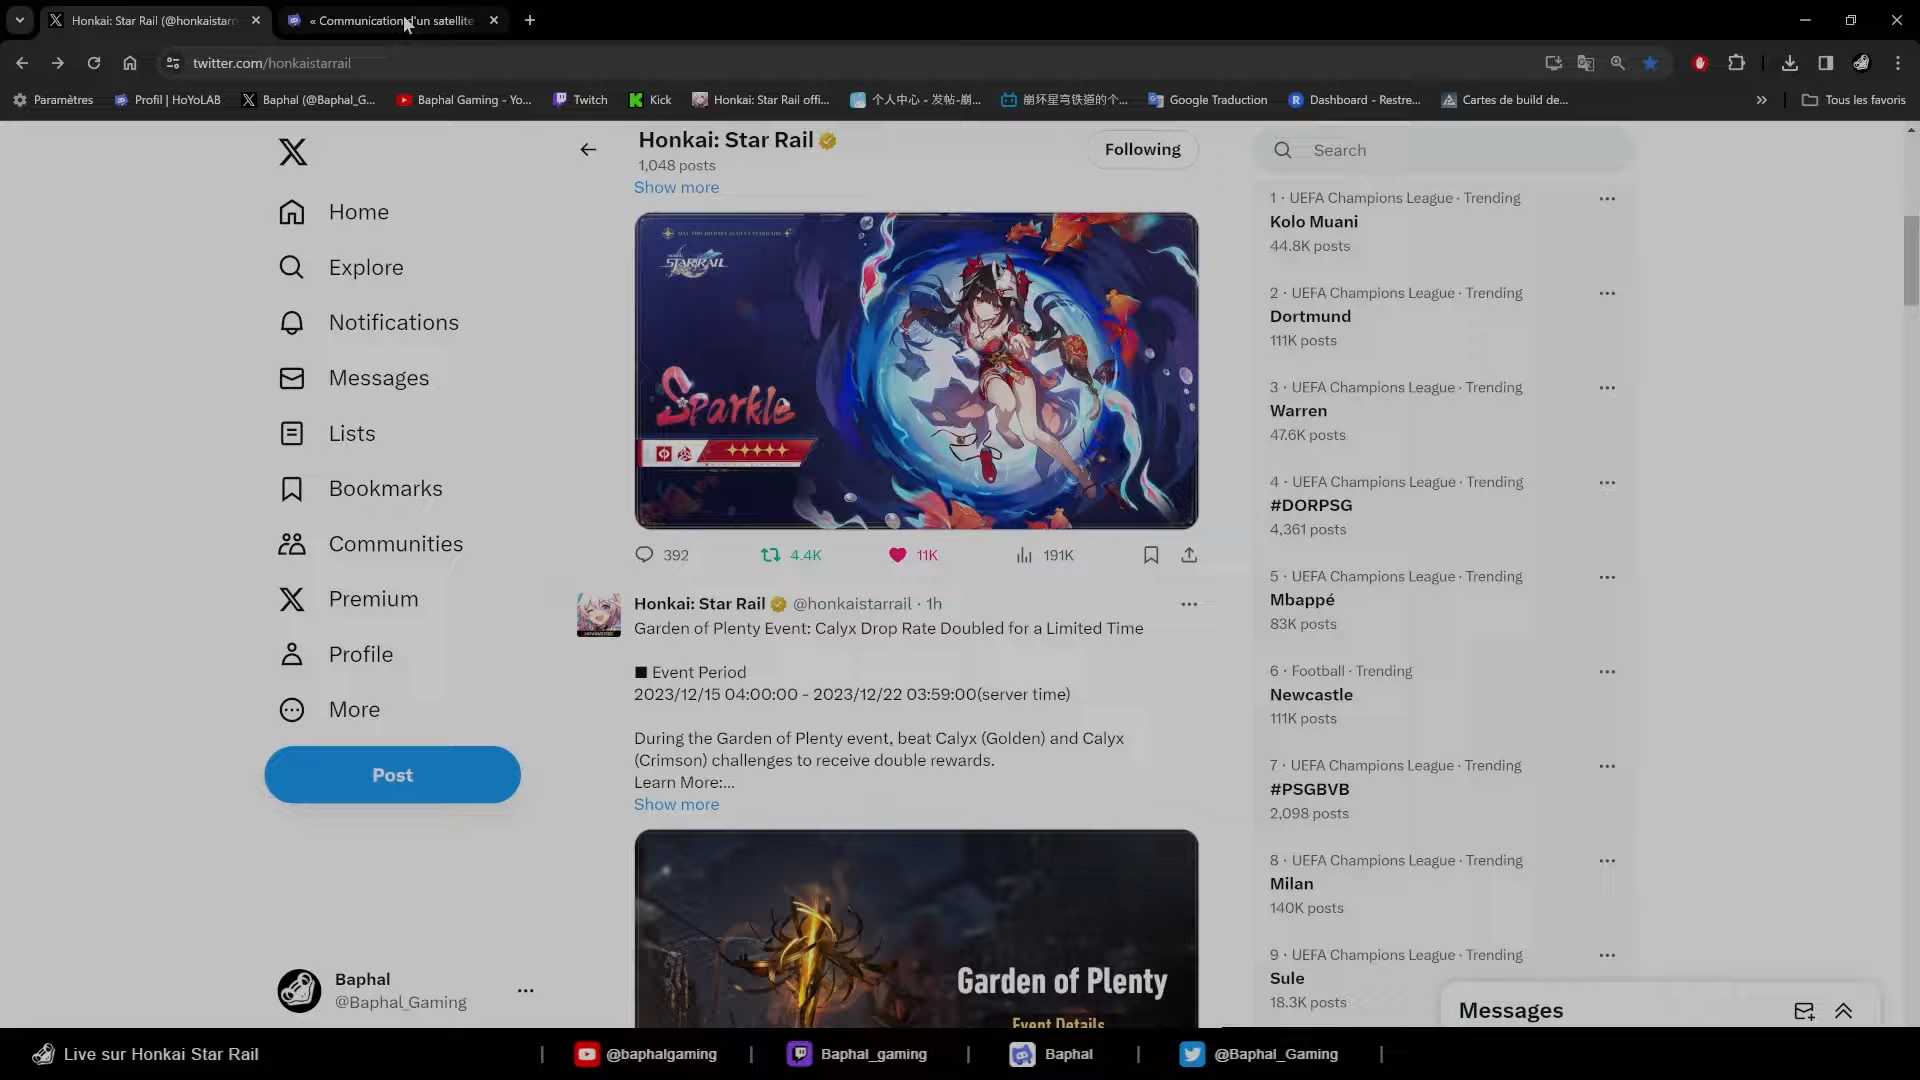 Honkai: Star Rail (@honkaistarr
« Communication d'un satellite
twitter.com/honkaistarrail
Paramètres
Profil | HoYoLAB
Baphal (@Baphal_G...
Baphal Gaming - Yo...
Twitch
Kick
Honkai: Star Rail offi...
个人中心 - 发帖-崩...
崩坏星穹铁道的个...
Google Transduction
Dashboard - Restre...
Cartes de build de...
Tous les favoris
Home
Explore
Notifications
Messages
Lists
Bookmarks
Communities
Premium
Profile
More
Post
Baphal
@Baphal_Gaming
Honkai: Star Rail
1,048 posts
Following
Show more
STAR RAIL
Sparkle
392
4.4K
11K
191K
Honkai: Star Rail @honkaistarrail · 1h
Garden of Plenty Event: Calyx Drop Rate Doubled for a Limited Time
■ Event Period
2023/12/15 04:00:00 - 2023/12/22 03:59:00(server time)
During the Garden of Plenty event, beat Calyx (Golden) and Calyx
(Crimson) challenges to receive double rewards.
Learn More:...
Show more
Garden of Plenty
Event Details
Search
1 · UEFA Champions League · Trending
Kolo Muani
44.8K posts
2 · UEFA Champions League · Trending
Dortmund
111K posts
3 · UEFA Champions League · Trending
Warren
47.6K posts
4 · UEFA Champions League · Trending
#DORPSG
4,361 posts
5 · UEFA Champions League · Trending
Mbappé
83K posts
6 · Football · Trending
Newcastle
111K posts
7 · UEFA Champions League · Trending
#PSGBVB
2,098 posts
8 · UEFA Champions League · Trending
Milan
140K posts
9 · UEFA Champions League · Trending
Sule
18.3K posts
Messages
Live sur Honkai Star Rail
@baphalgaming
Baphal_gaming
Baphal
@Baphal_Gaming